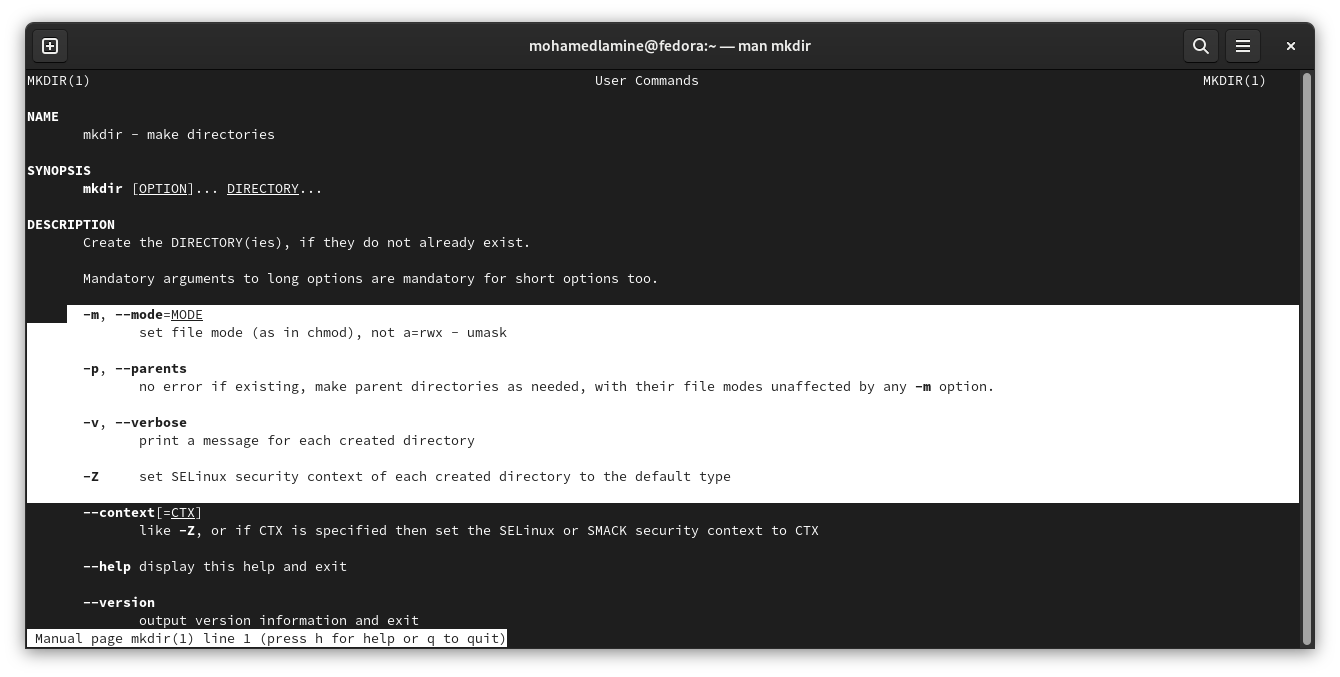 mohamedlamine@fedora:~ — man mkdir
MKDIR(1) User Commands MKDIR(1)
NAME
mkdir - make directories
SYNOPSIS
mkdir [OPTION]... DIRECTORY...
DESCRIPTION
Create the DIRECTORY(ies), if they do not already exist.
Mandatory arguments to long options are mandatory for short options too.
-m, --mode=MODE
set file mode (as in chmod), not a=rwx - umask
-p, --parents
no error if existing, make parent directories as needed, with their file modes unaffected by any -m option.
-v, --verbose
print a message for each created directory
-Z set SELinux security context of each created directory to the default type
--context[=CTX]
like -Z, or if CTX is specified then set the SELinux or SMACK security context to CTX
--help display this help and exit
--version
output version information and exit
Manual page mkdir(1) line 1 (press h for help or q to quit)